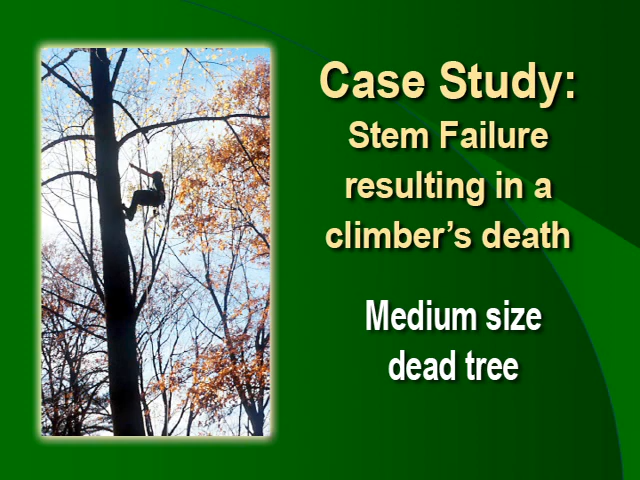 Case Study:
Stem Failure
resulting in a
climber’s death
Medium size
dead tree